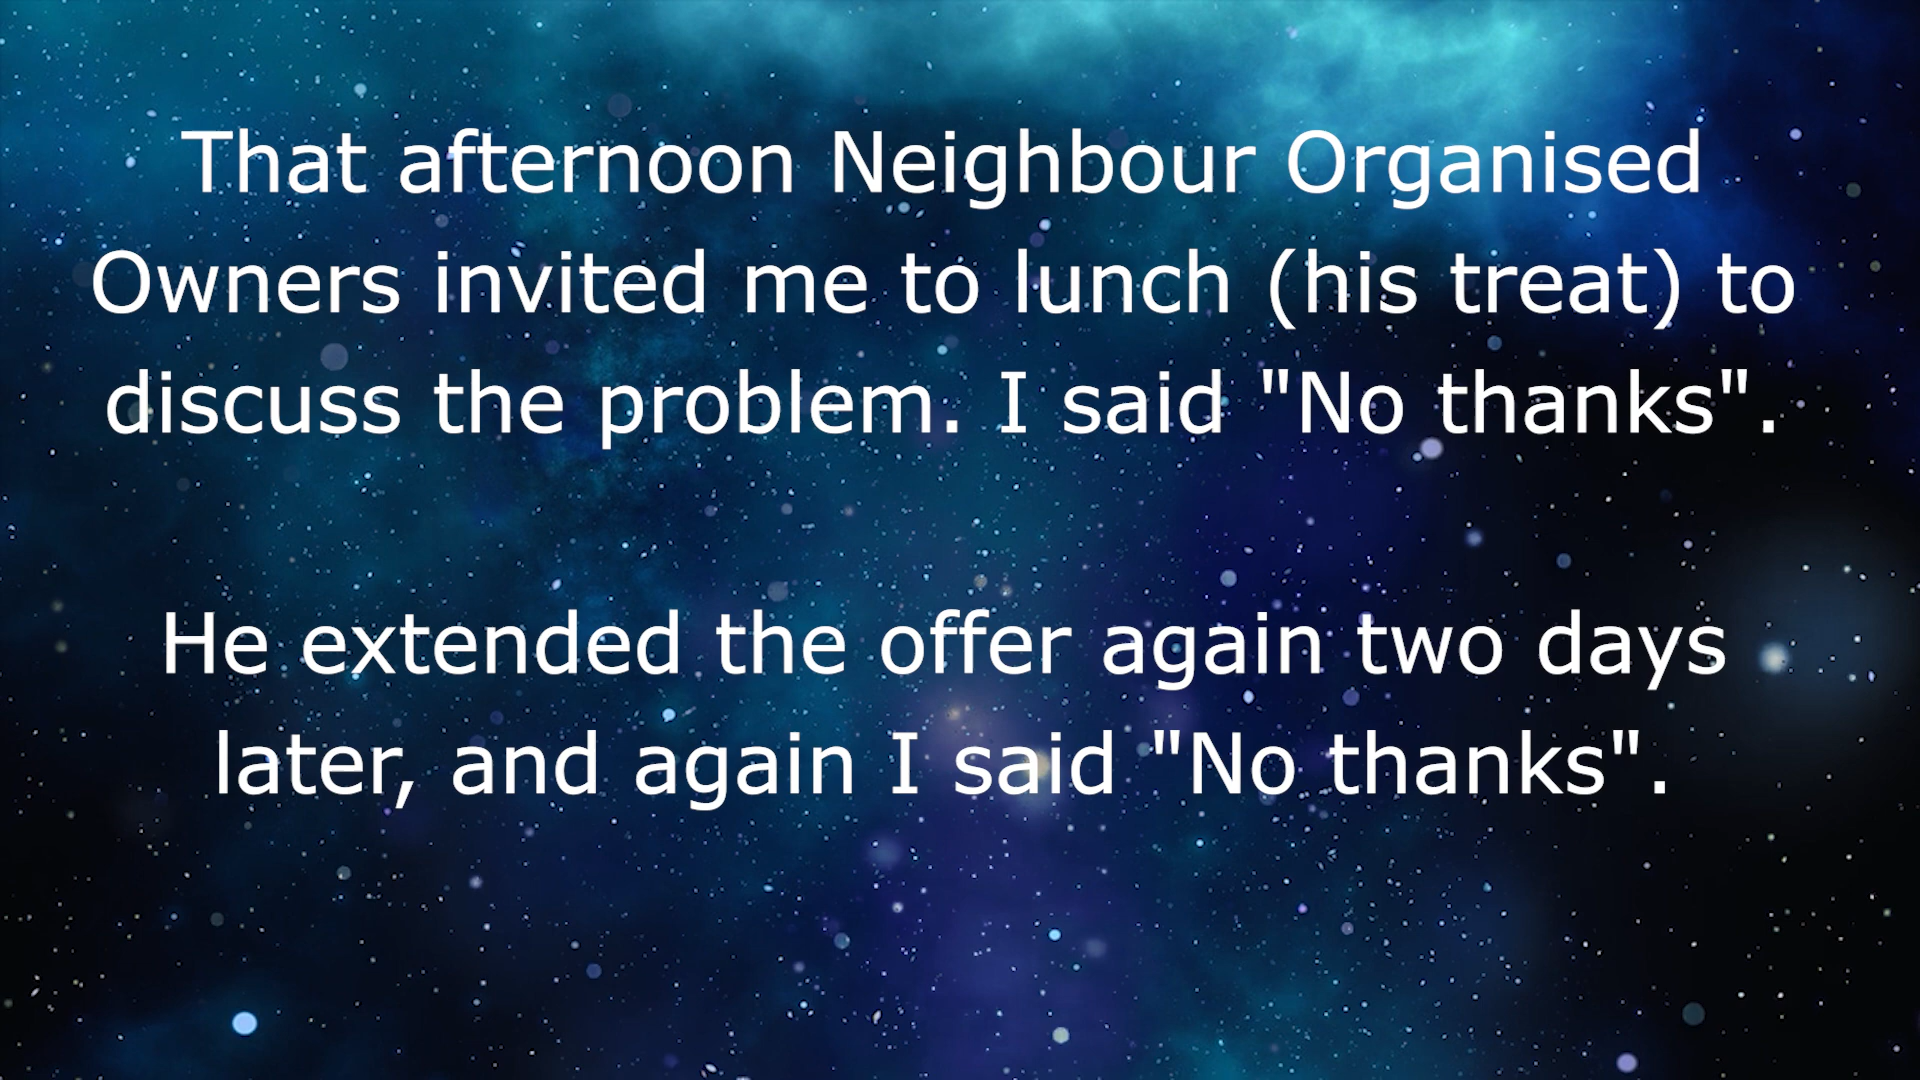 That afternoon Neighbour Organised
Owners invited me to lunch (his treat) to
discuss the problem. I said "No thanks".
He extended the offer again two days
later, and again I said "No thanks".